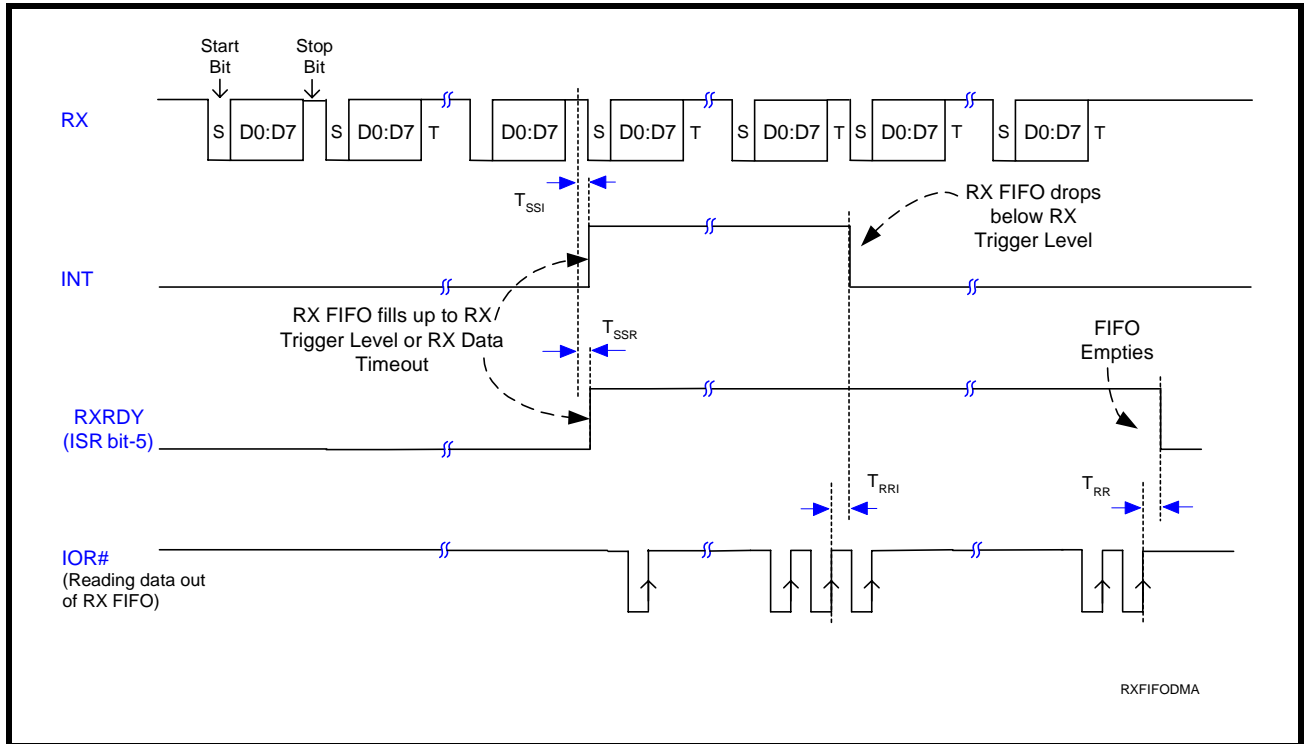 Start
Bit
Stop
Bit
RX
S D0:D7 S D0:D7 T D0:D7 S D0:D7 T S D0:D7 T S D0:D7 T S D0:D7 T
TSSI
RX FIFO drops
below RX
Trigger Level
INT
RX FIFO fills up to RX
Trigger Level or RX Data
Timeout
TSSR
FIFO
Empties
RXRDY
(ISR bit-5)
TRRI
TRR
IOR#
(Reading data out
of RX FIFO)
RXFIFODMA